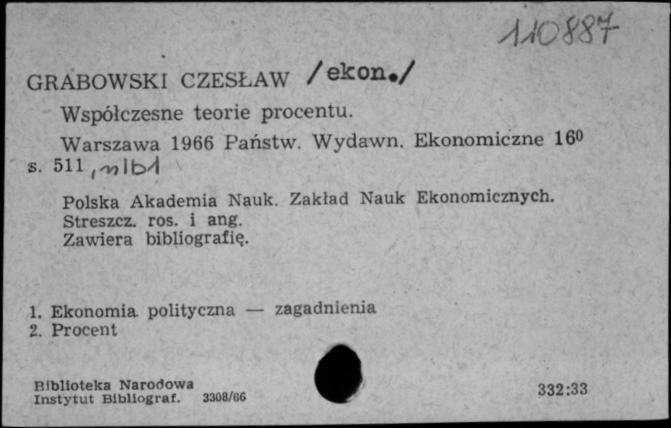 110887
GRABOWSKI CZESŁAW /ekon./
Współczesne teorie procentu.
Warszawa 1966 Państw. Wydawn. Ekonomiczne 16⁰
s. 511, nlb1
Polska Akademia Nauk. Zakład Nauk Ekonomicznych.
Streszcz. ros. i ang.
Zawiera bibliografię.
1. Ekonomia polityczna — zagadnienia
2. Procent
Biblioteka Narodowa
Instytut Bibliograf. 3308/66
332:33